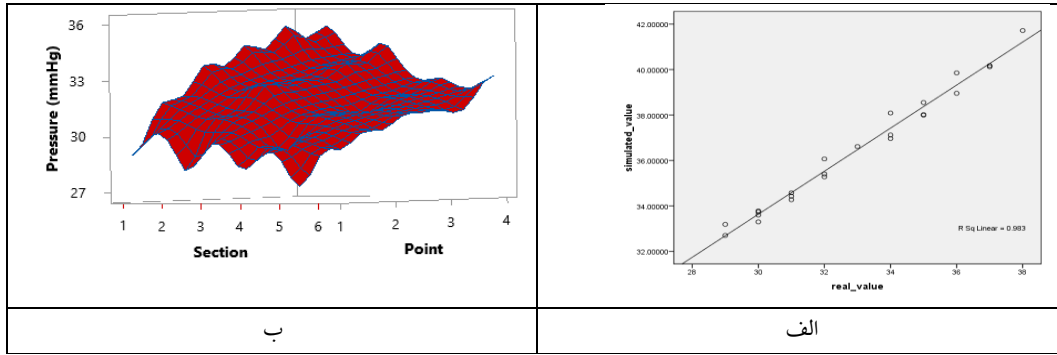 36
33
30
27
Pressure (mmHg)
1 2 3 4 5 6 1 2 3 4
Section Point
42.00000
40.00000
38.00000
36.00000
34.00000
32.00000
simulated_value
R Sq Linear = 0.983
28 30 32 34 36 38
real_value
ب
الف